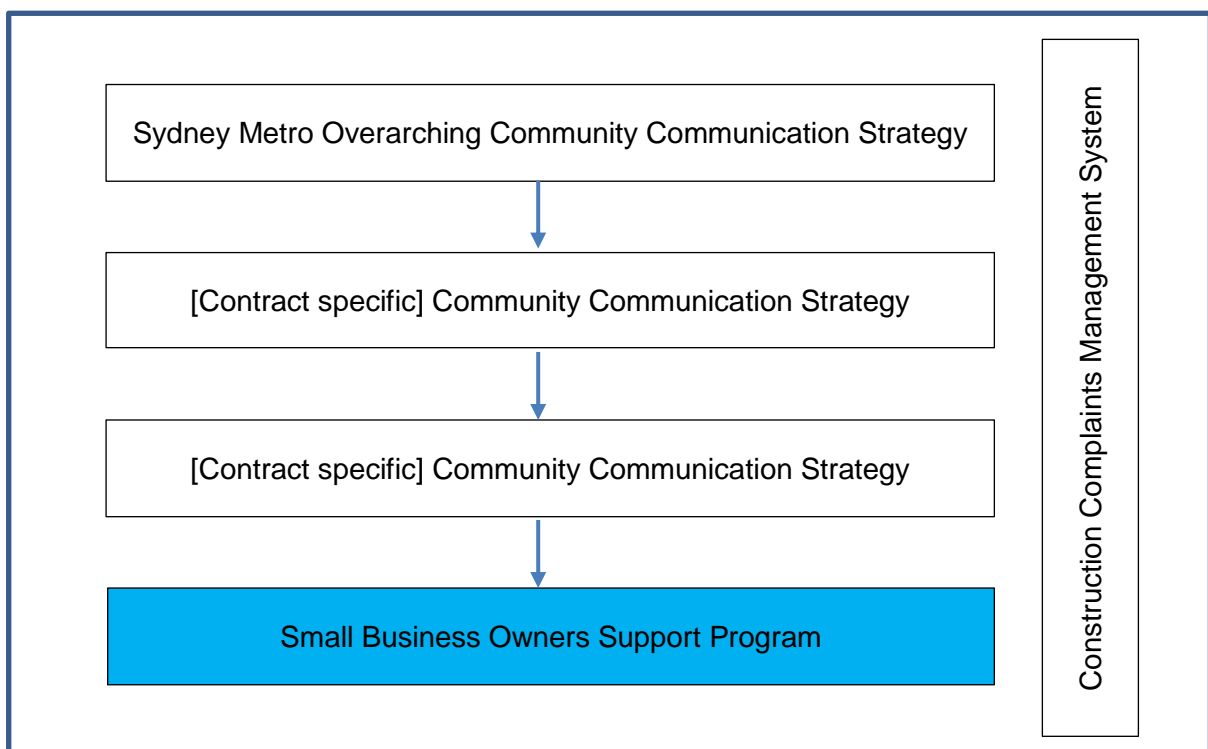 Sydney Metro Overarching Community Communication Strategy
[Contract specific] Community Communication Strategy
[Contract specific] Community Communication Strategy
Small Business Owners Support Program
Construction Complaints Management System